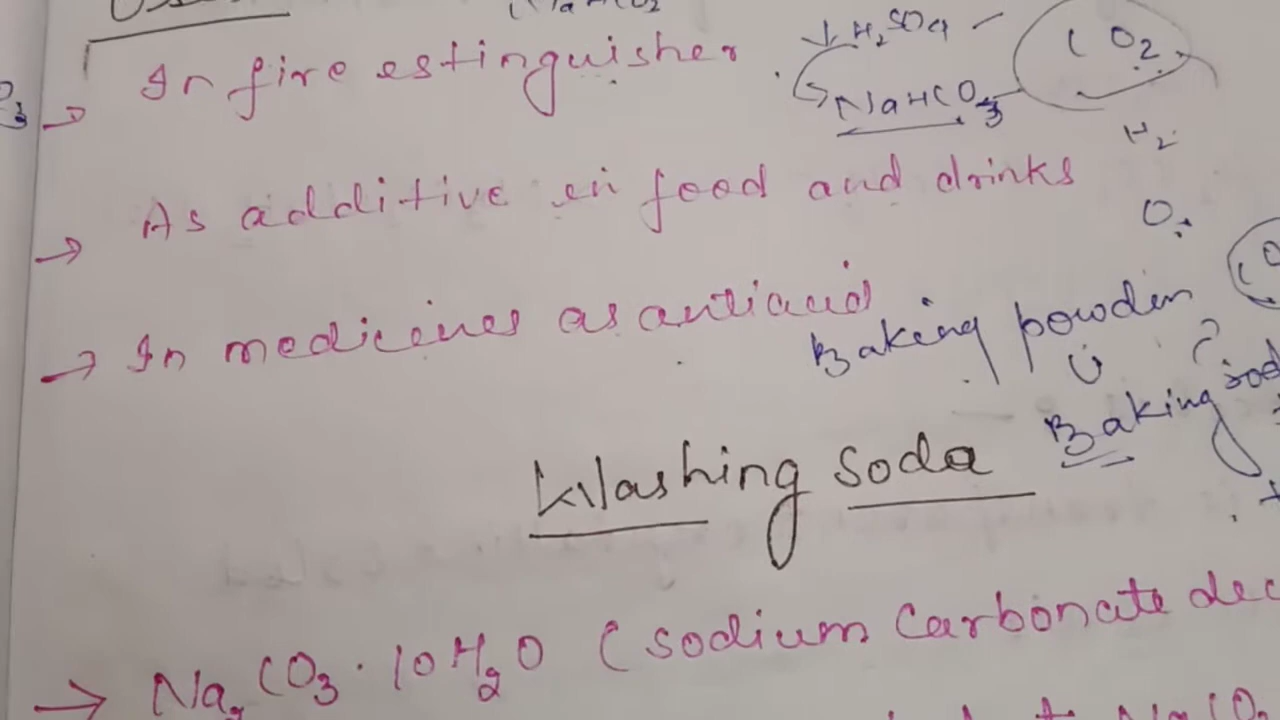 In fire estinguisher
H2SO4
CO2
NaHCO3
H2
As additive in food and drinks
O2
In medicines as antiacid
Baking powder
Baking
Washing soda
Na2CO3·10H2O (sodium carbonate dec